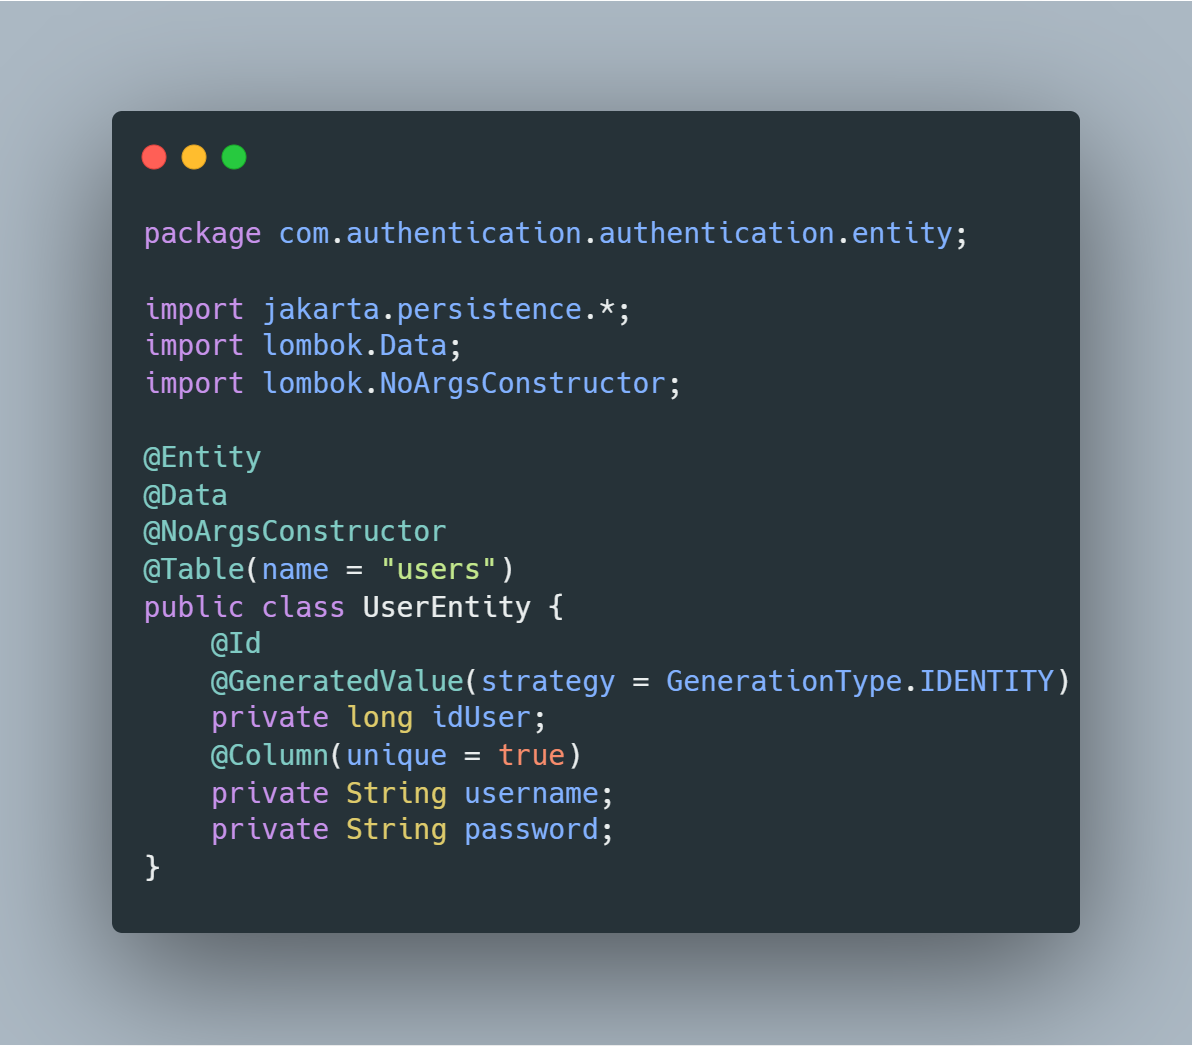 package com.authentication.authentication.entity;
import jakarta.persistence.*;
import lombok.Data;
import lombok.NoArgsConstructor;
@Entity
@Data
@NoArgsConstructor
@Table(name = "users")
public class UserEntity {
    @Id
    @GeneratedValue(strategy = GenerationType.IDENTITY)
    private long idUser;
    @Column(unique = true)
    private String username;
    private String password;
}